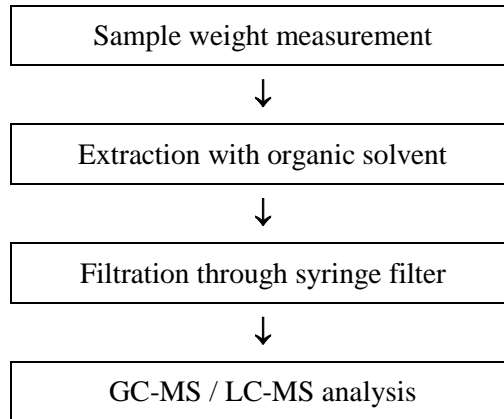 Sample weight measurement
↓
Extraction with organic solvent
↓
Filtration through syringe filter
↓
GC-MS / LC-MS analysis